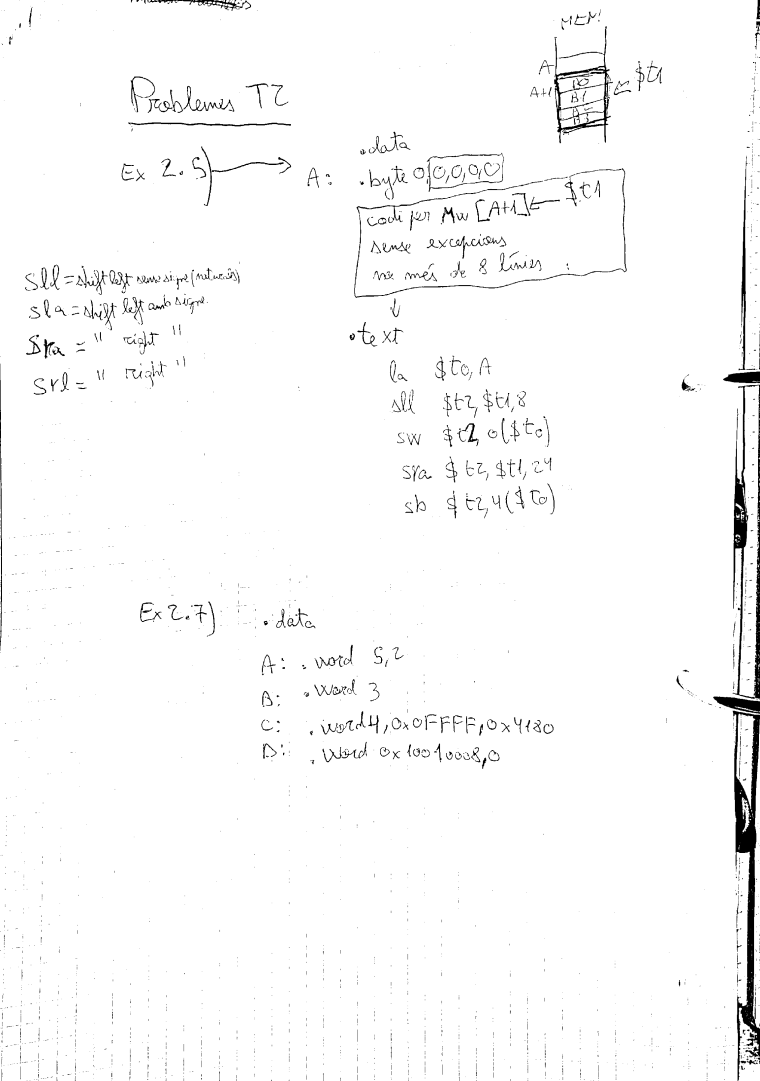 MEM!
A
A+1
B0
B1
$t1
Problemes T2
Ex 2.5)
.data
A: .byte 0,0,0,0,0
codi per Mw [A+1] ← $t1
sense excepcions
no més de 8 línies :
sll = shift left sense signe (naturals)
sla = shift left amb signe.
sra = " right "
srl = " right "
.text
la $t0, A
sll $t2, $t1, 8
sw $t2, 0($t0)
sra $t2, $t1, 24
sb $t2, 4($t0)
Ex 2.7)
.data
A: .word 5,2
B: .word 3
C: .word 4, 0x0FFFF, 0x4180
D: .word 0x10010008,0